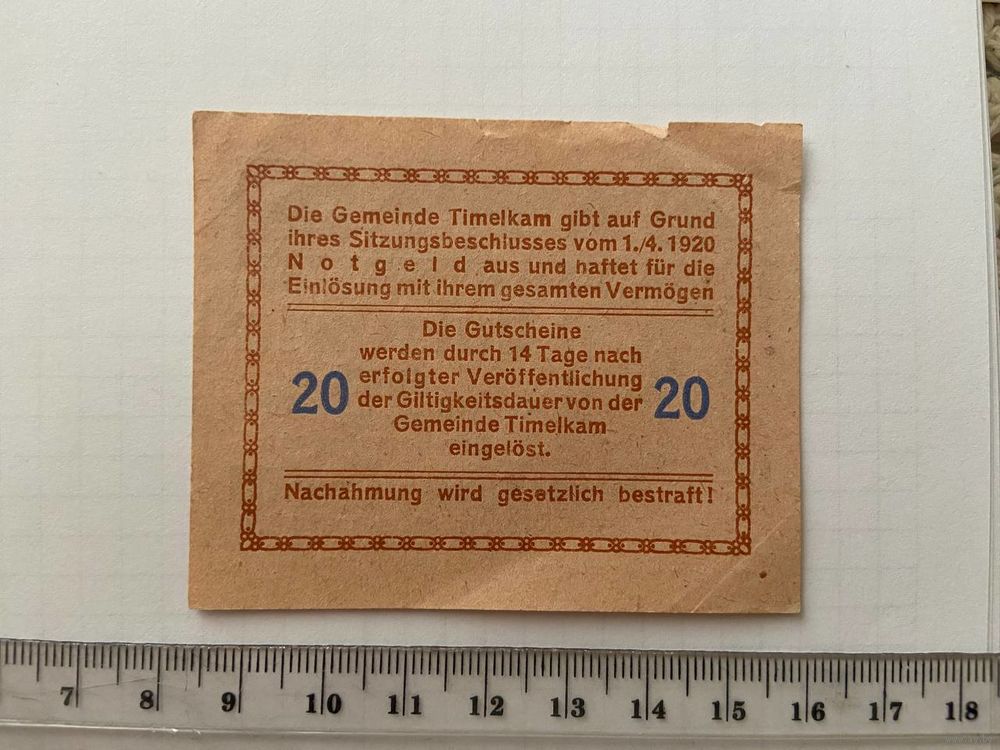 Die Gemeinde Timelkam gibt auf Grund
ihres Sitzungsbeschlusses vom 1./4. 1920
Notgeld aus und haftet für die
Einlösung mit ihrem gesamten Vermögen
Die Gutscheine
werden durch 14 Tage nach
erfolgter Veröffentlichung
der Giltigkeitsdauer von der
Gemeinde Timelkam
eingelöst.
20 20
Nachahmung wird gesetzlich bestraft!
7 8 9 10 11 12 13 14 15 16 17 18